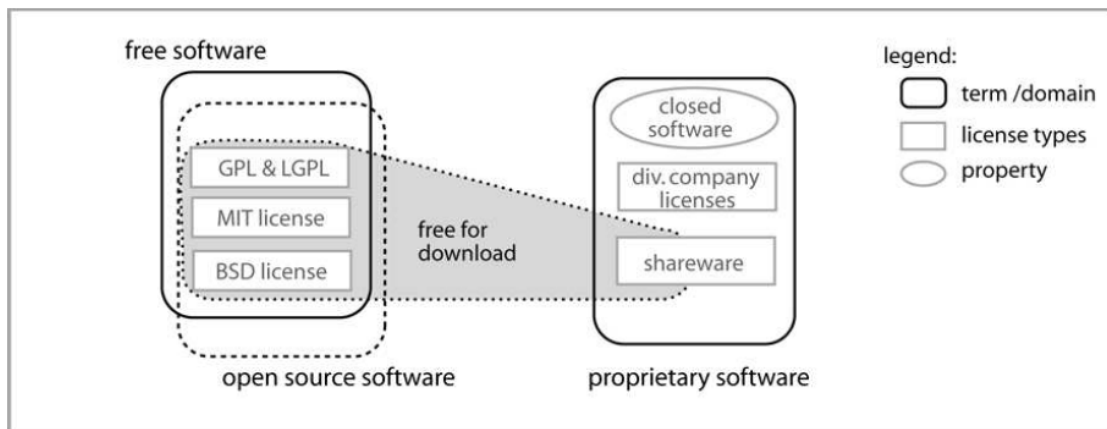 free software
GPL & LGPL
MIT license
BSD license
open source software
free for
download
closed
software
div. company
licenses
shareware
proprietary software
legend:
term /domain
license types
property